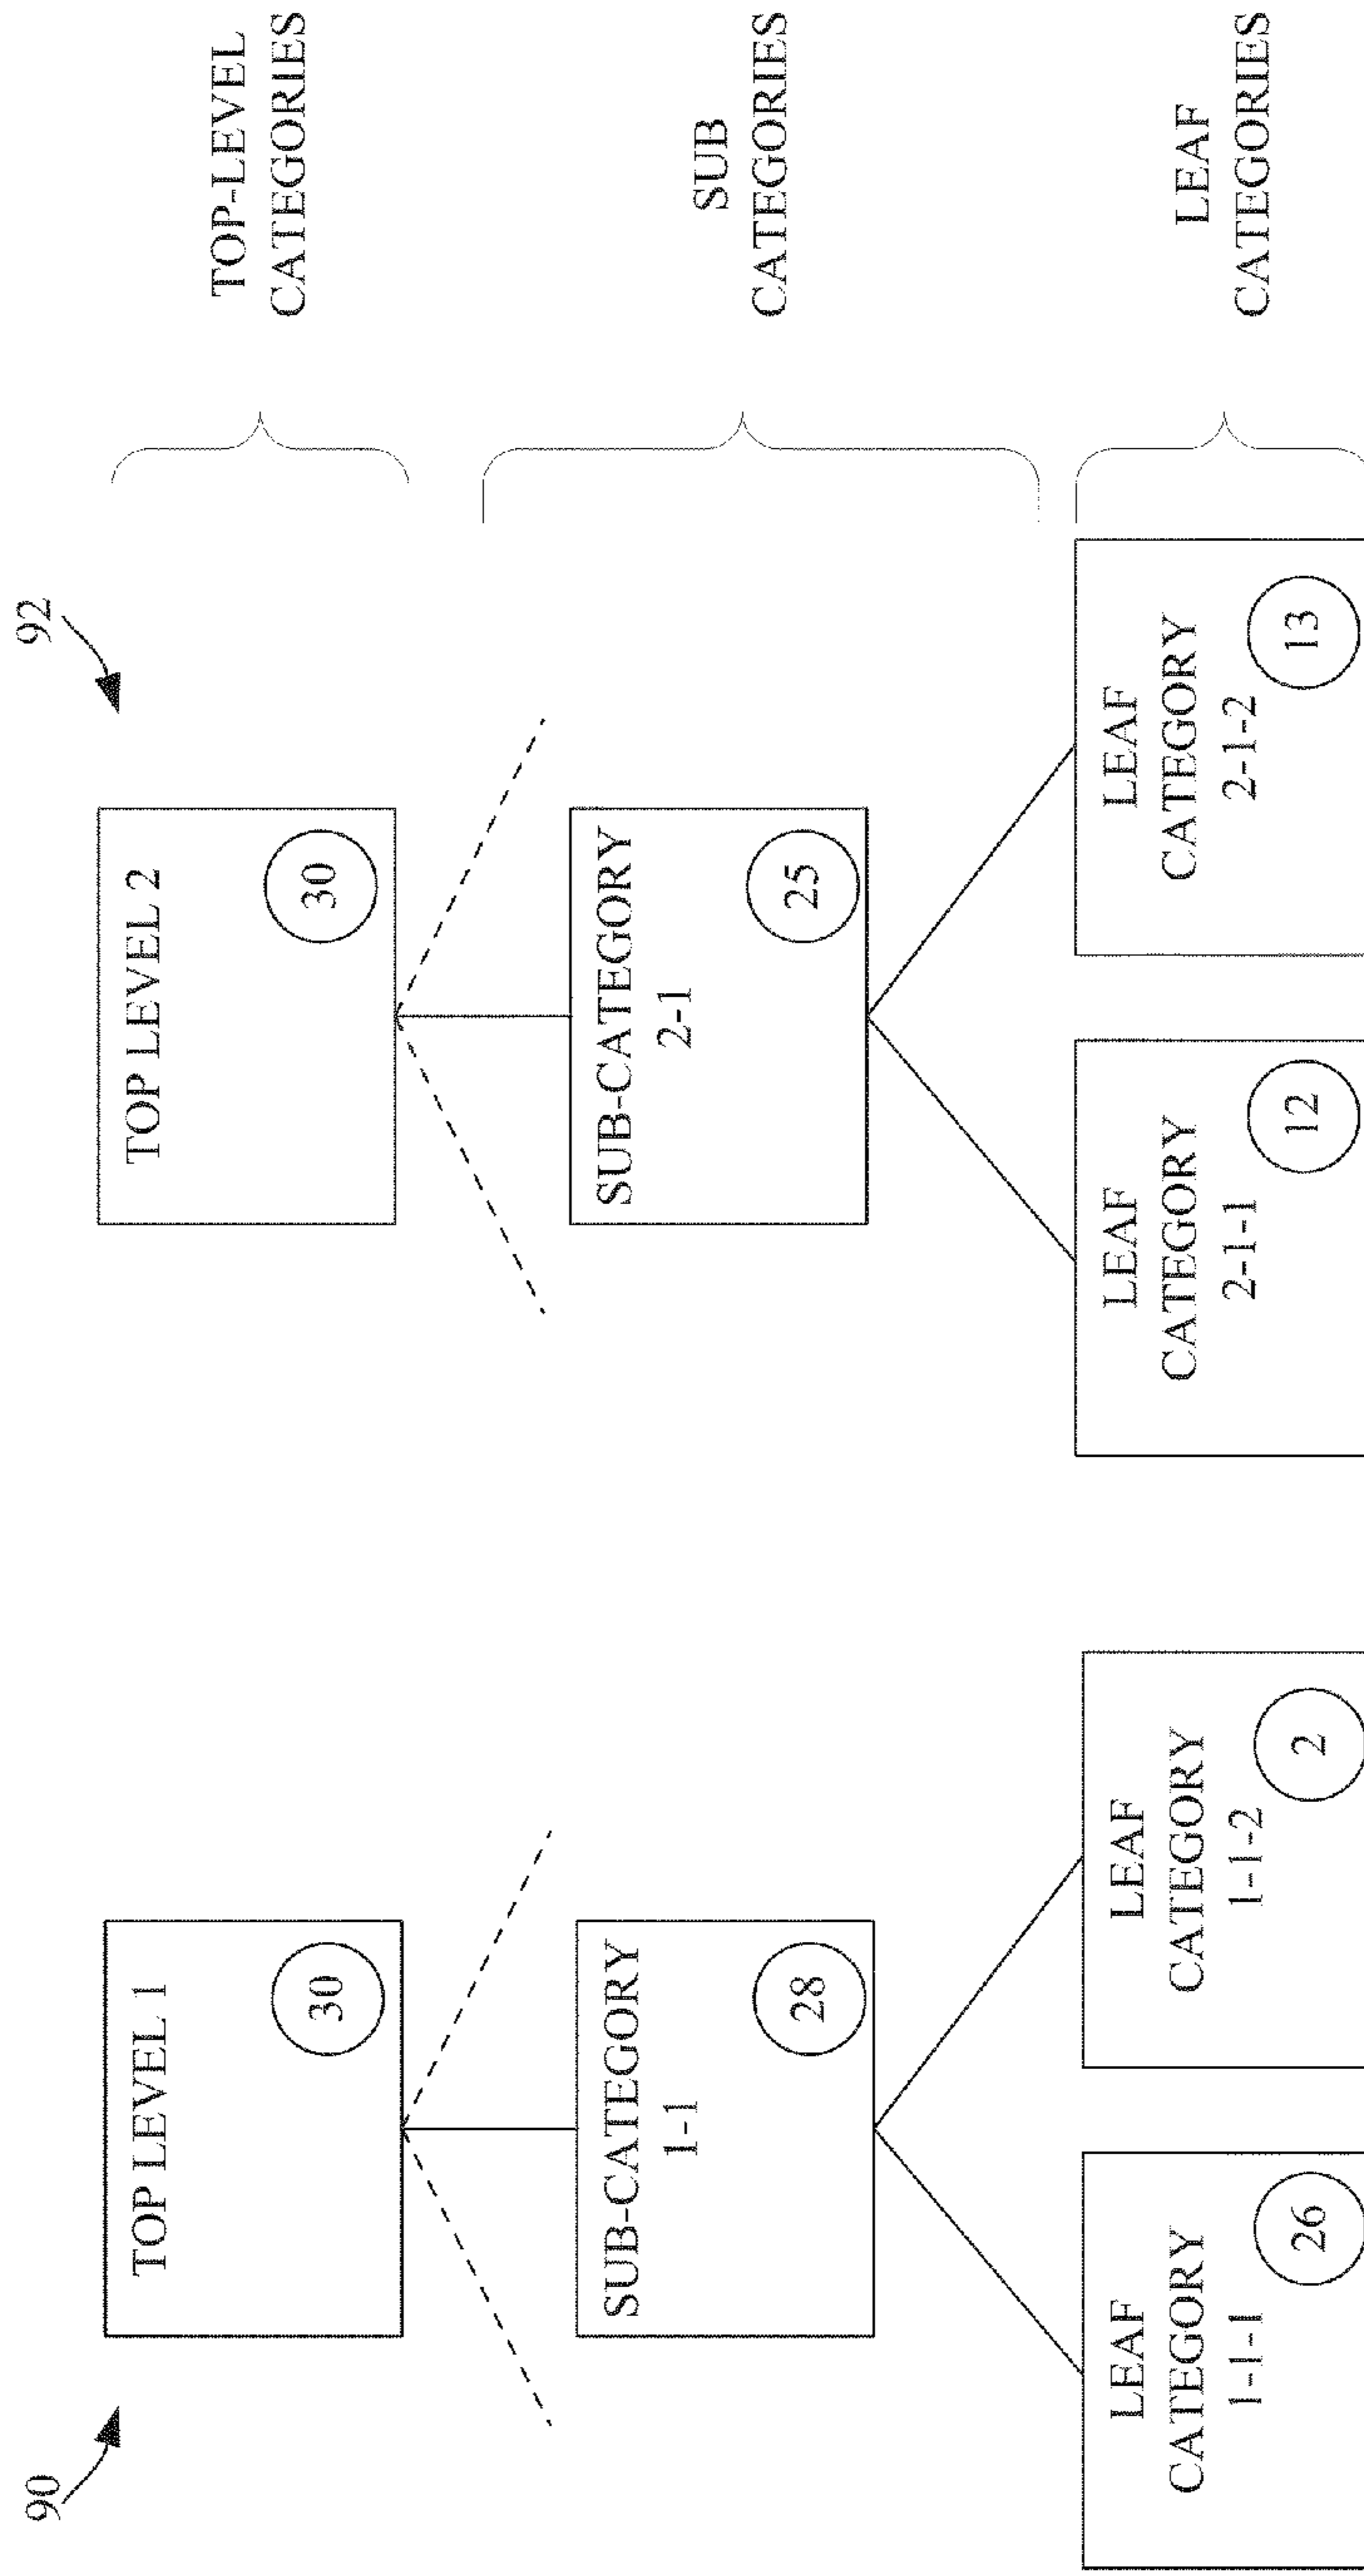 90
92
TOP LEVEL 1
30
TOP LEVEL 2
30
TOP-LEVEL
CATEGORIES
SUB-CATEGORY
1-1
28
SUB-CATEGORY
2-1
25
SUB
CATEGORIES
LEAF
CATEGORY
1-1-1
26
LEAF
CATEGORY
1-1-2
2
LEAF
CATEGORY
2-1-1
12
LEAF
CATEGORY
2-1-2
13
LEAF
CATEGORIES